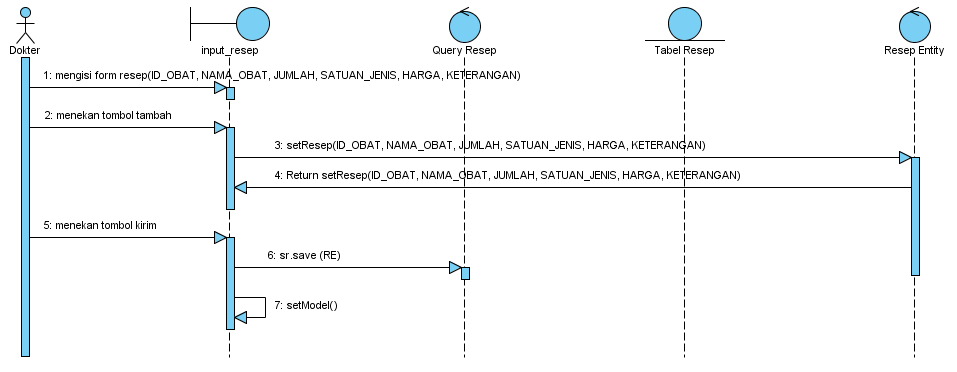 Dokter
input_resep
Query Resep
Tabel Resep
Resep Entity
1: mengisi form resep(ID_OBAT, NAMA_OBAT, JUMLAH, SATUAN_JENIS, HARGA, KETERANGAN)
2: menekan tombol tambah
3: setResep(ID_OBAT, NAMA_OBAT, JUMLAH, SATUAN_JENIS, HARGA, KETERANGAN)
4: Return setResep(ID_OBAT, NAMA_OBAT, JUMLAH, SATUAN_JENIS, HARGA, KETERANGAN)
5: menekan tombol kirim
6: sr.save (RE)
7: setModel()